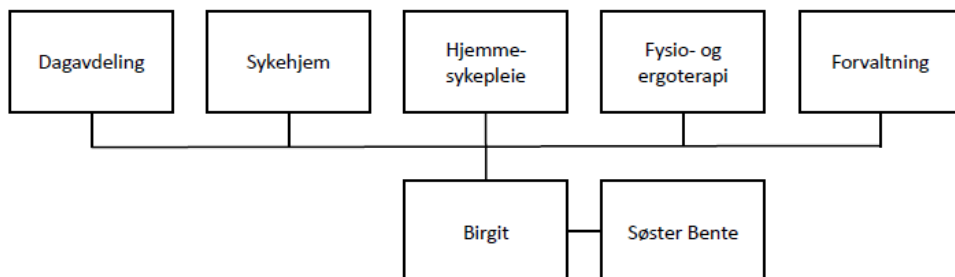 Dagavdeling
Sykehjem
Hjemme-
sykepleie
Fysio- og
ergoterapi
Forvaltning
Birgit
Søster Bente